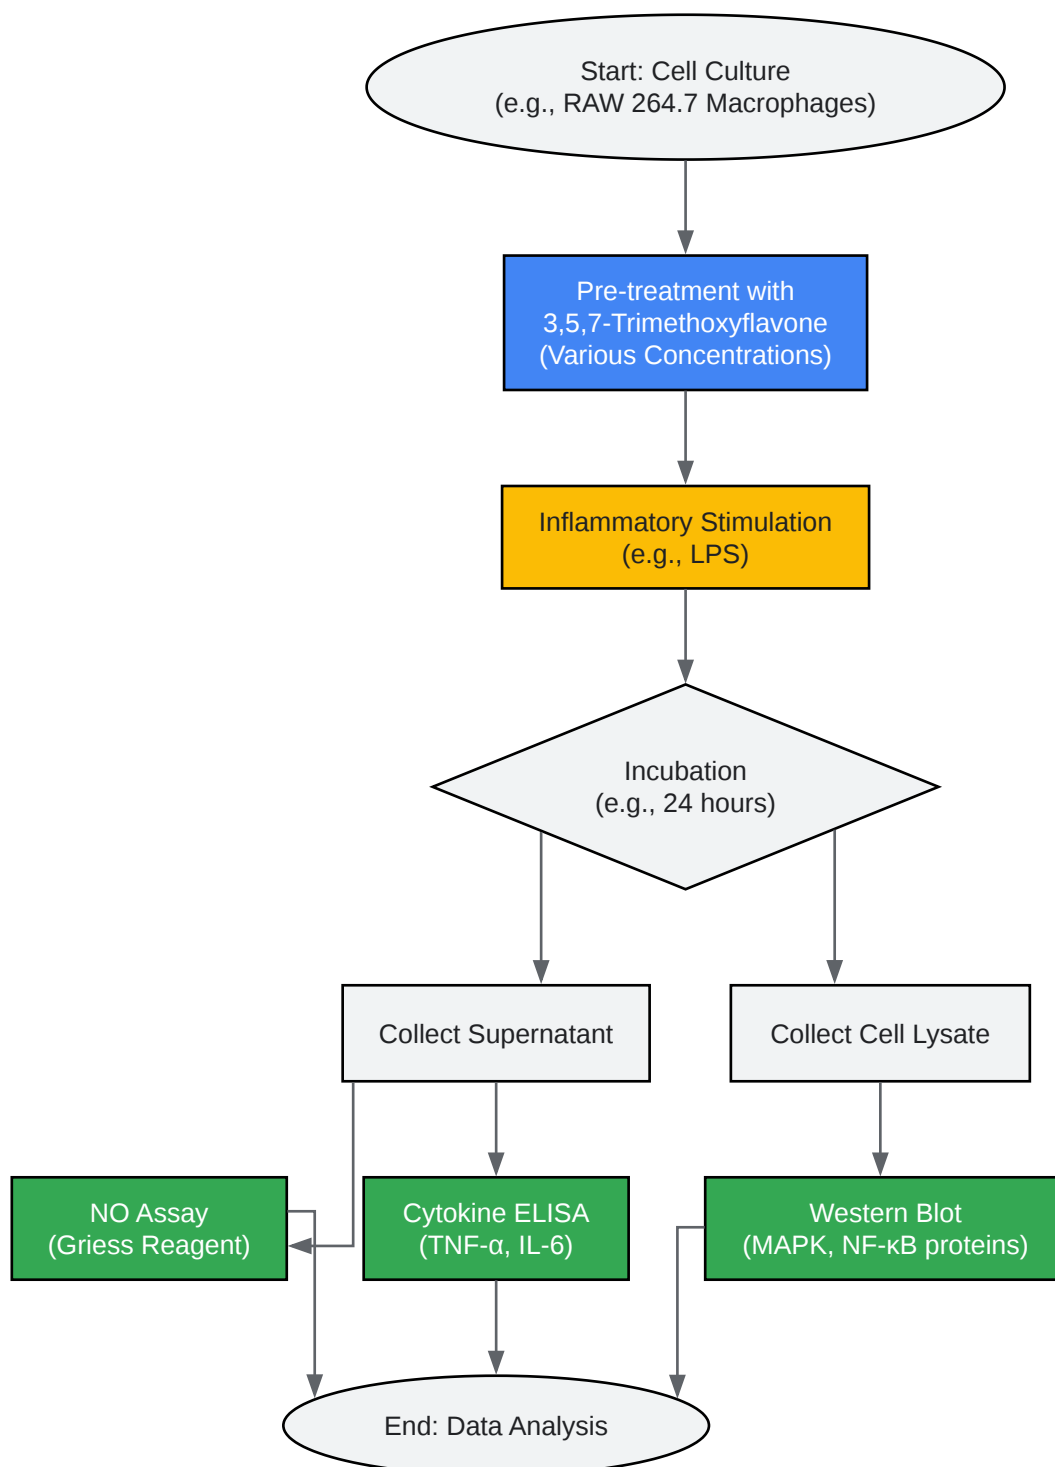 Start: Cell Culture
(e.g., RAW 264.7 Macrophages)
Pre-treatment with
3,5,7-Trimethoxyflavone
(Various Concentrations)
Inflammatory Stimulation
(e.g., LPS)
Incubation
(e.g., 24 hours)
Collect Supernatant
Collect Cell Lysate
NO Assay
(Griess Reagent)
Cytokine ELISA
(TNF-α, IL-6)
Western Blot
(MAPK, NF-κB proteins)
End: Data Analysis